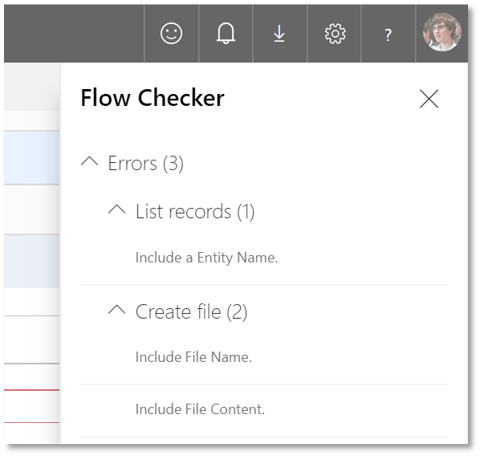 ?
Flow Checker
Errors (3)
List records (1)
Include a Entity Name.
Create file (2)
Include File Name.
Include File Content.